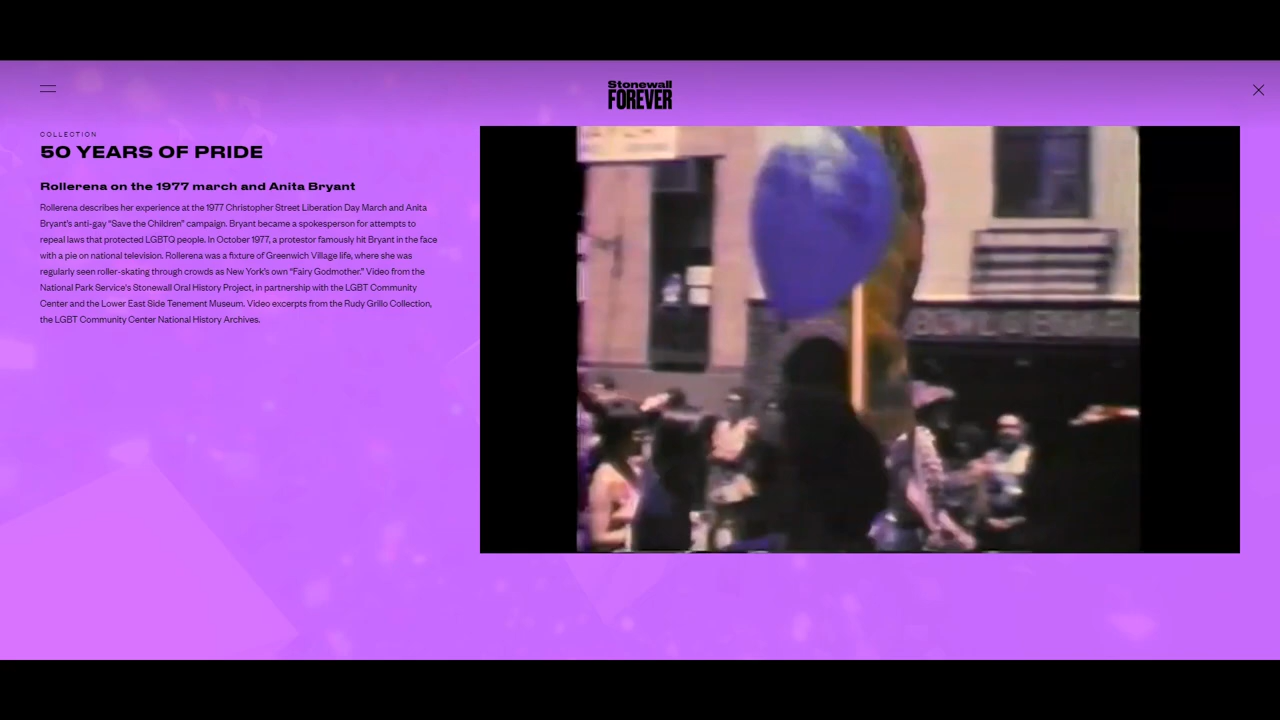 Stonewall
FOREVER
COLLECTION
50 YEARS OF PRIDE
Rollerena on the 1977 march and Anita Bryant
Rollerena describes her experience at the 1977 Christopher Street Liberation Day March and Anita
Bryant's anti-gay “Save the Children” campaign. Bryant became a spokesperson for attempts to
repeal laws that protected LGBTQ people. In October 1977, a protestor famously hit Bryant in the face
with a pie on national television. Rollerena was a fixture of Greenwich Village life, where she was
regularly seen roller-skating through crowds as New York's own “Fairy Godmother.” Video from the
National Park Service's Stonewall Oral History Project, in partnership with the LGBT Community
Center and the Lower East Side Tenement Museum. Video excerpts from the Rudy Grillo Collection,
the LGBT Community Center National History Archives.